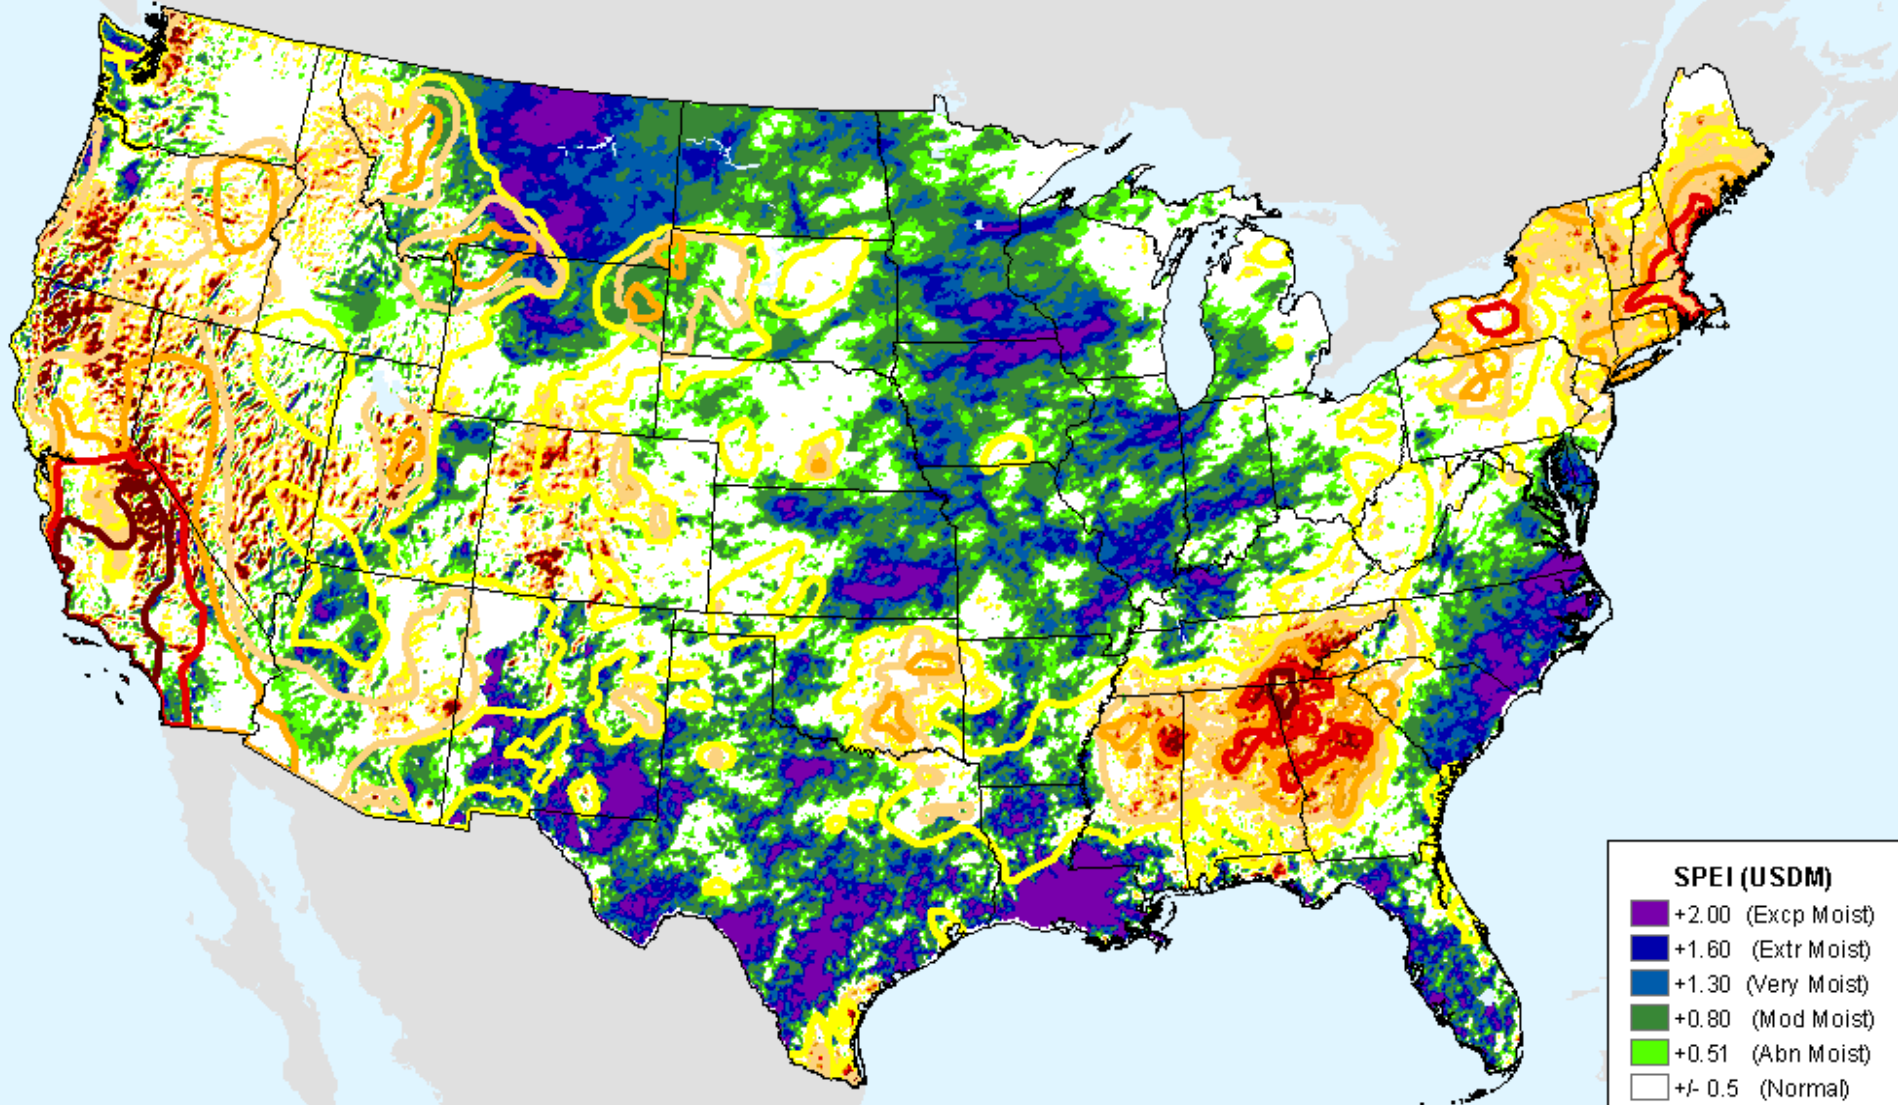 SPEI (USDM)
+2.00 (Excp Moist)
+1.60 (Extr Moist)
+1.30 (Very Moist)
+0.80 (Mod Moist)
+0.51 (Abn Moist)
+/- 0.5 (Normal)